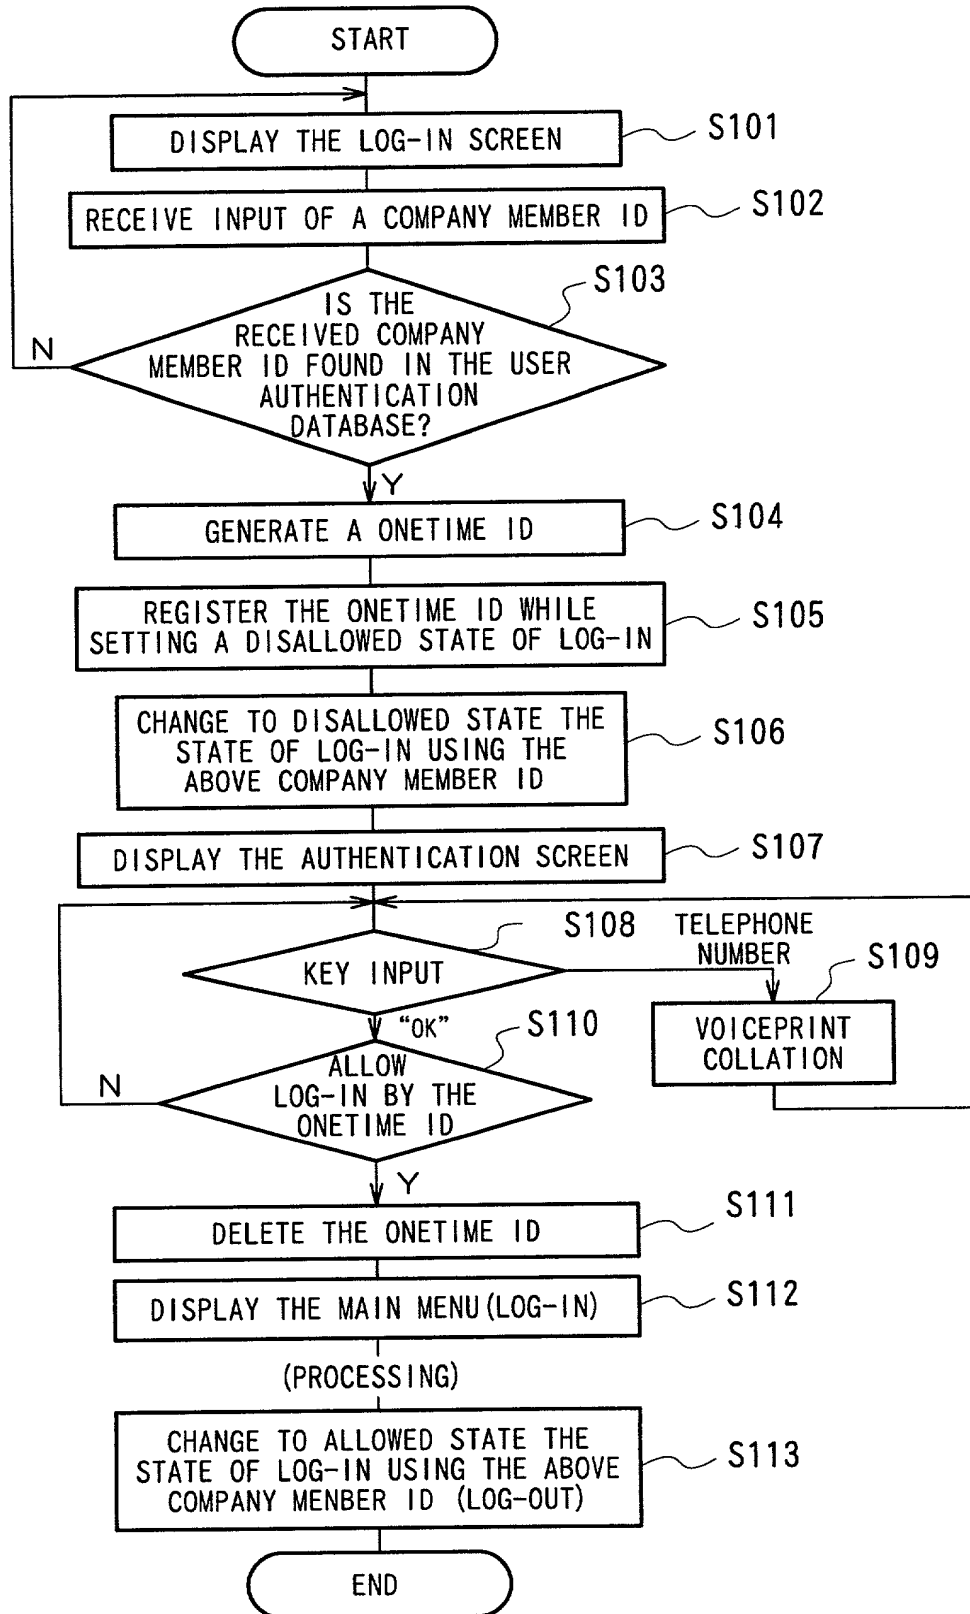 START
DISPLAY THE LOG-IN SCREEN
S101
RECEIVE INPUT OF A COMPANY MEMBER ID
S102
S103
IS THE
RECEIVED COMPANY
MEMBER ID FOUND IN THE USER
AUTHENTICATION
DATABASE?
N
Y
GENERATE A ONETIME ID
S104
REGISTER THE ONETIME ID WHILE
SETTING A DISALLOWED STATE OF LOG-IN
S105
CHANGE TO DISALLOWED STATE THE
STATE OF LOG-IN USING THE
ABOVE COMPANY MEMBER ID
S106
DISPLAY THE AUTHENTICATION SCREEN
S107
S108
KEY INPUT
TELEPHONE
NUMBER
S109
VOICEPRINT
COLLATION
"OK"
S110
ALLOW
LOG-IN BY THE
ONETIME ID
N
Y
DELETE THE ONETIME ID
S111
DISPLAY THE MAIN MENU(LOG-IN)
S112
(PROCESSING)
CHANGE TO ALLOWED STATE THE
STATE OF LOG-IN USING THE ABOVE
COMPANY MENBER ID (LOG-OUT)
S113
END